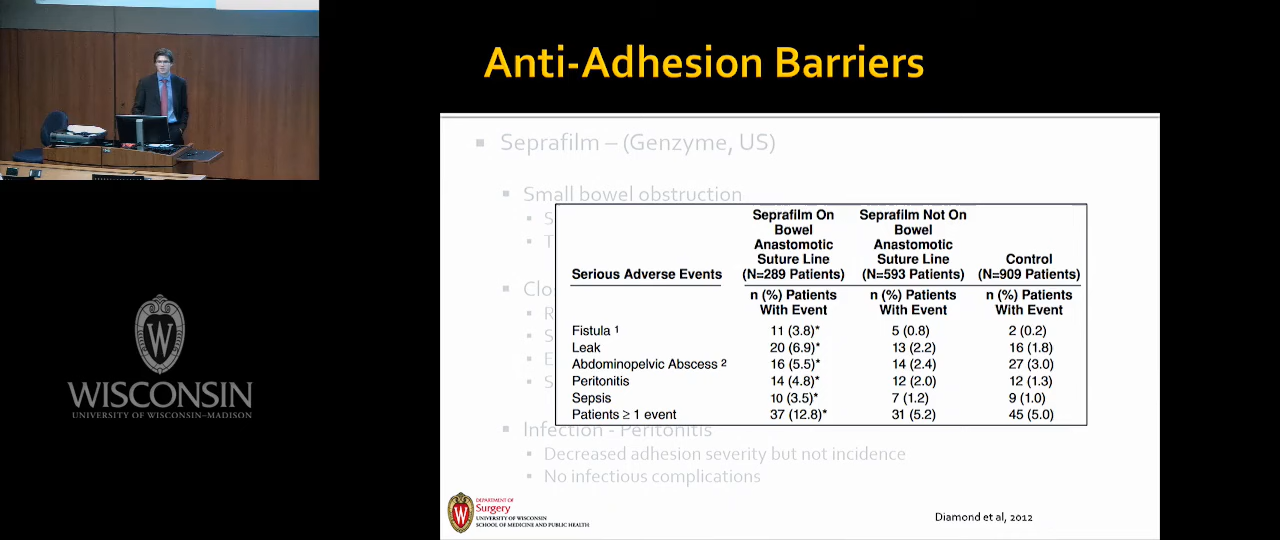 Anti-Adhesion Barriers
Seprafilm – (Genzyme, US)
Small bowel obstruction
Seprafilm On Bowel Anastomotic Suture Line (N=289 Patients)
Seprafilm Not On Bowel Anastomotic Suture Line (N=593 Patients)
Control (N=909 Patients)
Serious Adverse Events
n (%) Patients With Event
n (%) Patients With Event
n (%) Patients With Event
Fistula 1 11 (3.8)* 5 (0.8) 2 (0.2)
Leak 20 (6.9)* 13 (2.2) 16 (1.8)
Abdominopelvic Abscess 2 16 (5.5)* 14 (2.4) 27 (3.0)
Peritonitis 14 (4.8)* 12 (2.0) 12 (1.3)
Sepsis 10 (3.5)* 7 (1.2) 9 (1.0)
Patients ≥ 1 event 37 (12.8)* 31 (5.2) 45 (5.0)
Infection - Peritonitis
Decreased adhesion severity but not incidence
No infectious complications
DEPARTMENT OF
Surgery
UNIVERSITY OF WISCONSIN
SCHOOL OF MEDICINE AND PUBLIC HEALTH
Diamond et al, 2012
WISCONSIN
UNIVERSITY OF WISCONSIN-MADISON